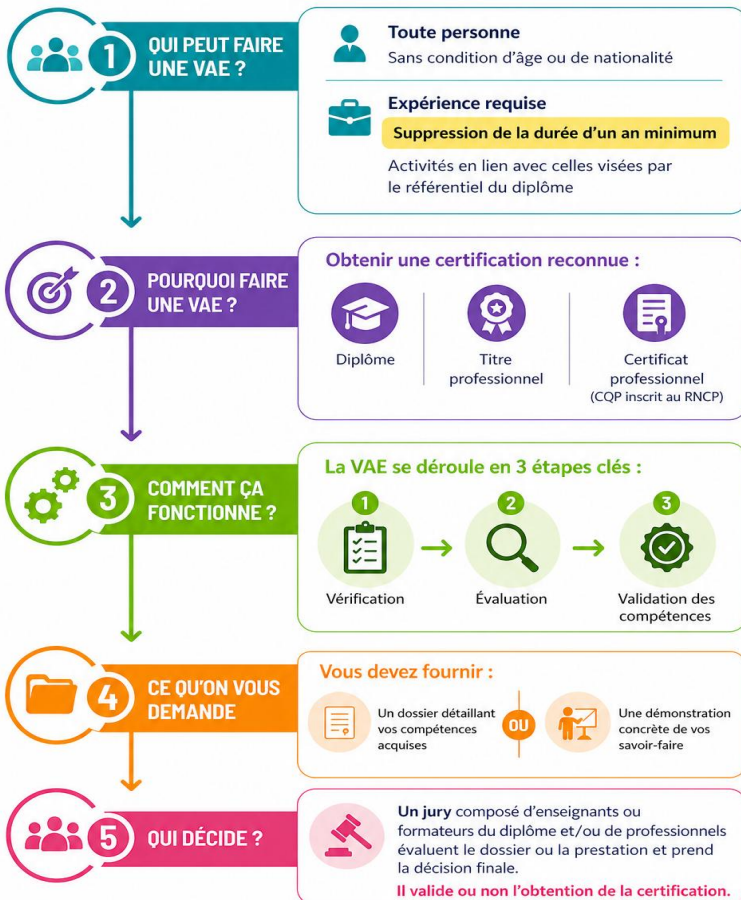 1
QUI PEUT FAIRE
UNE VAE ?
Toute personne
Sans condition d'âge ou de nationalité
Expérience requise
Suppression de la durée d'un an minimum
Activités en lien avec celles visées par
le référentiel du diplôme
2
POURQUOI FAIRE
UNE VAE ?
Obtenir une certification reconnue :
Diplôme
Titre
professionnel
Certificat
professionnel
(CQP inscrit au RNCP)
3
COMMENT ÇA
FONCTIONNE ?
La VAE se déroule en 3 étapes clés :
1
2
3
Vérification
Évaluation
Validation des
compétences
4
CE QU'ON VOUS
DEMANDE
Vous devez fournir :
Un dossier détaillant
vos compétences
acquises
OU
Une démonstration
concrète de vos
savoir-faire
5
QUI DÉCIDE ?
Un jury composé d'enseignants ou
formateurs du diplôme et/ou de professionnels
évaluent le dossier ou la prestation et prend
la décision finale.
Il valide ou non l'obtention de la certification.